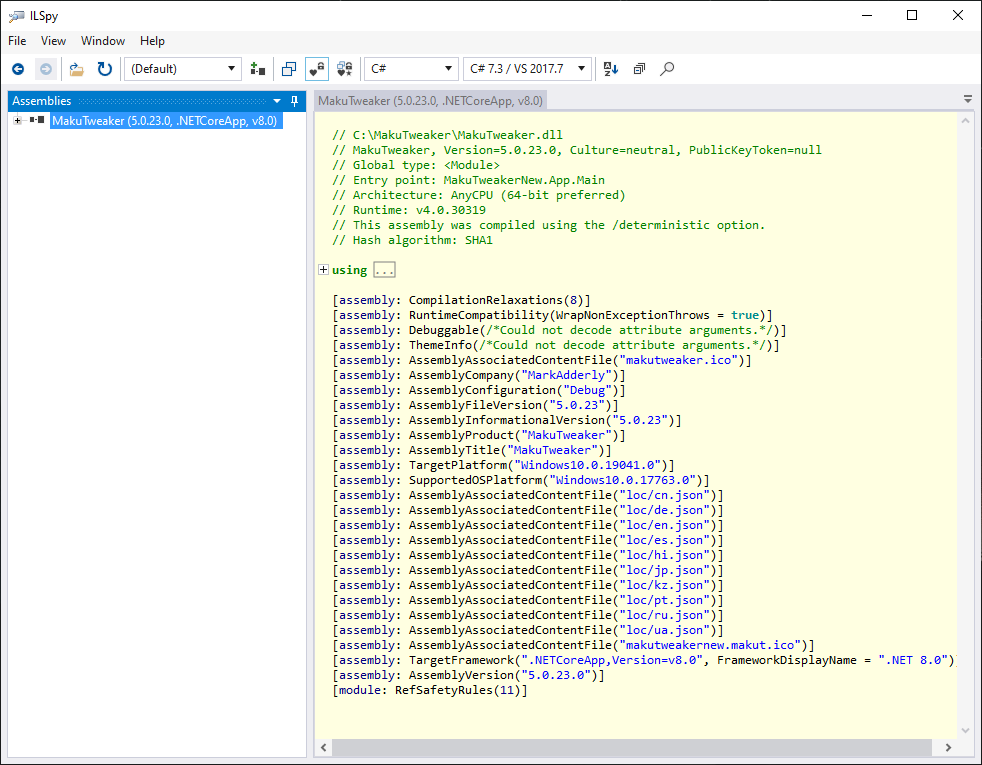 ILSpy
File View Window Help
(Default) C# C# 7.3 / VS 2017.7
Assemblies
MakuTweaker (5.0.23.0, .NETCoreApp, v8.0)
MakuTweaker (5.0.23.0, .NETCoreApp, v8.0)
// C:\MakuTweaker\MakuTweaker.dll
// MakuTweaker, Version=5.0.23.0, Culture=neutral, PublicKeyToken=null
// Global type: <Module>
// Entry point: MakuTweakerNew.App.Main
// Architecture: AnyCPU (64-bit preferred)
// Runtime: v4.0.30319
// This assembly was compiled using the /deterministic option.
// Hash algorithm: SHA1
using ...
[assembly: CompilationRelaxations(8)]
[assembly: RuntimeCompatibility(WrapNonExceptionThrows = true)]
[assembly: Debuggable(/*Could not decode attribute arguments.*/)]
[assembly: ThemeInfo(/*Could not decode attribute arguments.*/)]
[assembly: AssemblyAssociatedContentFile("makutweaker.ico")]
[assembly: AssemblyCompany("MarkAdderly")]
[assembly: AssemblyConfiguration("Debug")]
[assembly: AssemblyFileVersion("5.0.23")]
[assembly: AssemblyInformationalVersion("5.0.23")]
[assembly: AssemblyProduct("MakuTweaker")]
[assembly: AssemblyTitle("MakuTweaker")]
[assembly: TargetPlatform("Windows10.0.19041.0")]
[assembly: SupportedOSPlatform("Windows10.0.17763.0")]
[assembly: AssemblyAssociatedContentFile("loc/cn.json")]
[assembly: AssemblyAssociatedContentFile("loc/de.json")]
[assembly: AssemblyAssociatedContentFile("loc/en.json")]
[assembly: AssemblyAssociatedContentFile("loc/es.json")]
[assembly: AssemblyAssociatedContentFile("loc/hi.json")]
[assembly: AssemblyAssociatedContentFile("loc/jp.json")]
[assembly: AssemblyAssociatedContentFile("loc/kz.json")]
[assembly: AssemblyAssociatedContentFile("loc/pt.json")]
[assembly: AssemblyAssociatedContentFile("loc/ru.json")]
[assembly: AssemblyAssociatedContentFile("loc/ua.json")]
[assembly: AssemblyAssociatedContentFile("makutweakernew.makut.ico")]
[assembly: TargetFramework(".NETCoreApp,Version=v8.0", FrameworkDisplayName = ".NET 8.0")]
[assembly: AssemblyVersion("5.0.23.0")]
[module: RefSafetyRules(11)]